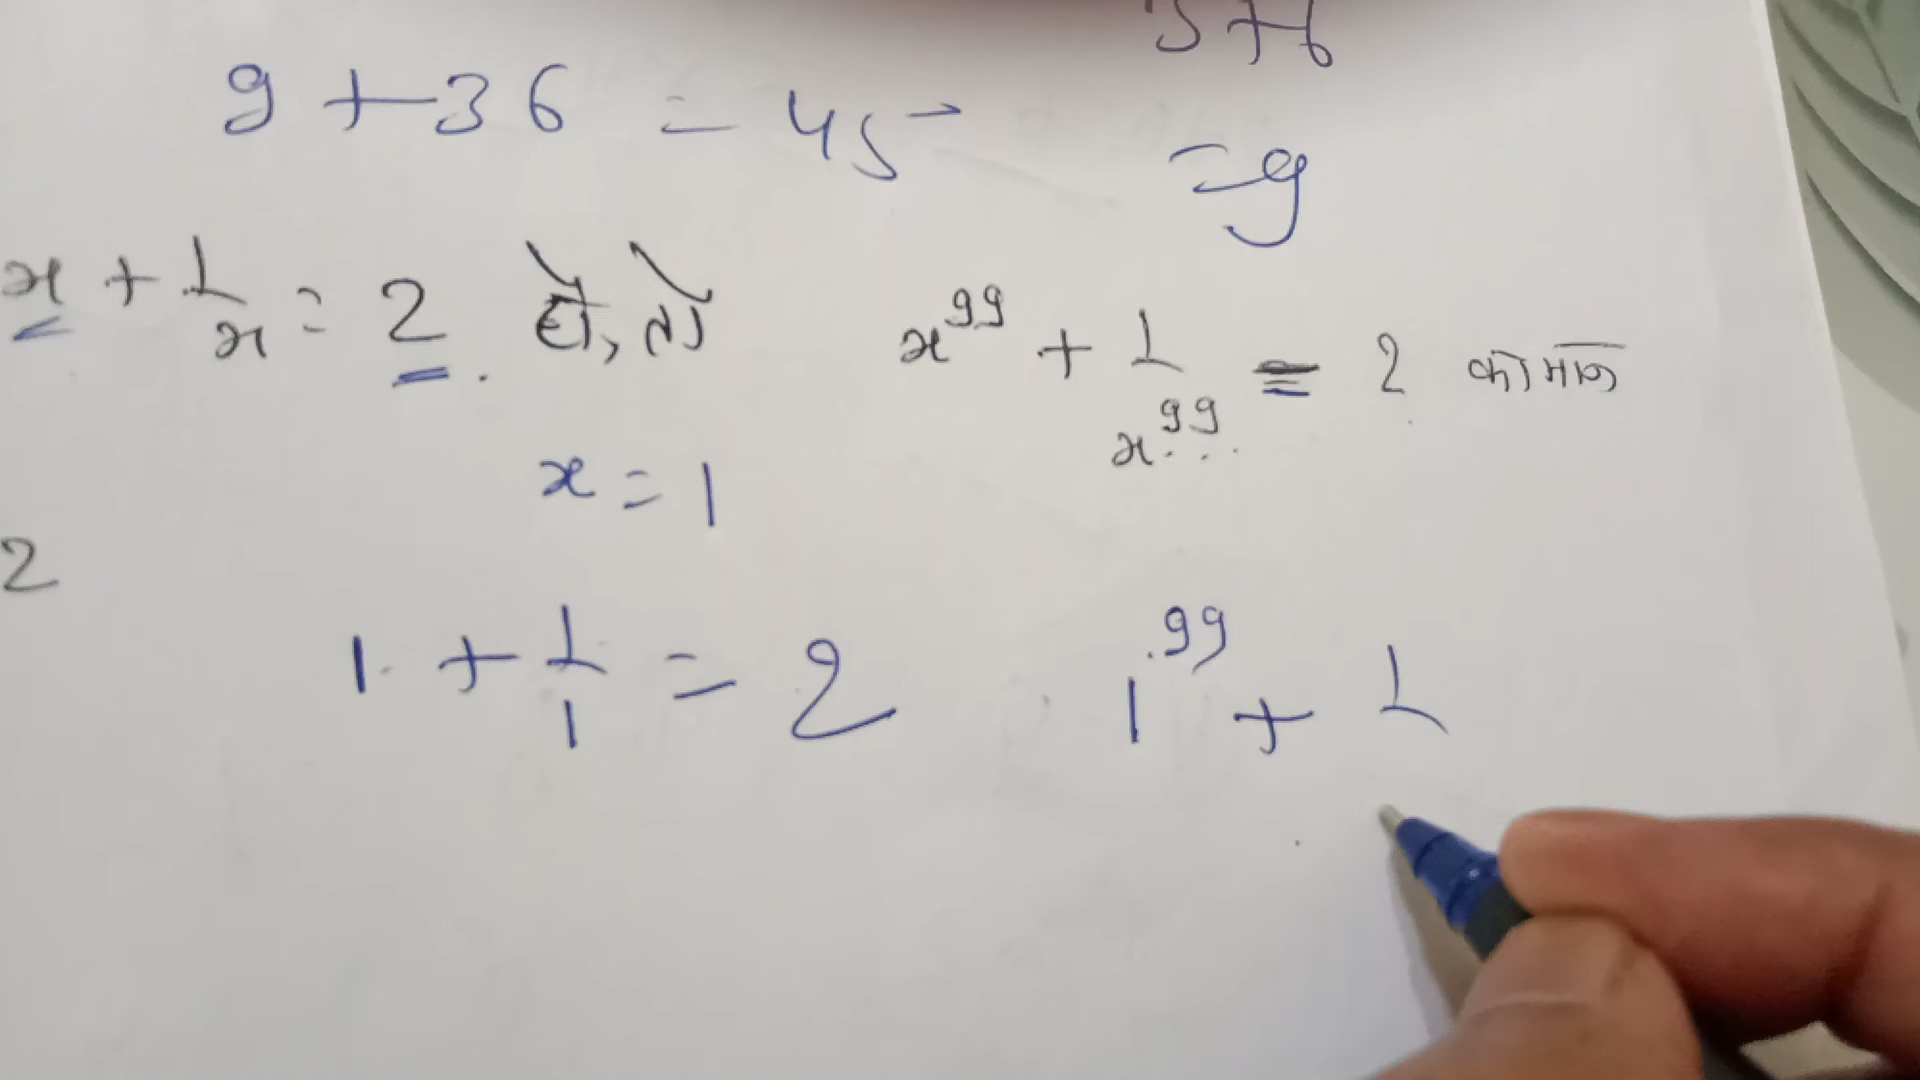 3+6
9 + 36 = 45
= 9
x + 1/x = 2 हो, तो x^99 + 1/x^99 = 2 का मान
x = 1
2
1 + 1/1 = 2
1^99 + 1